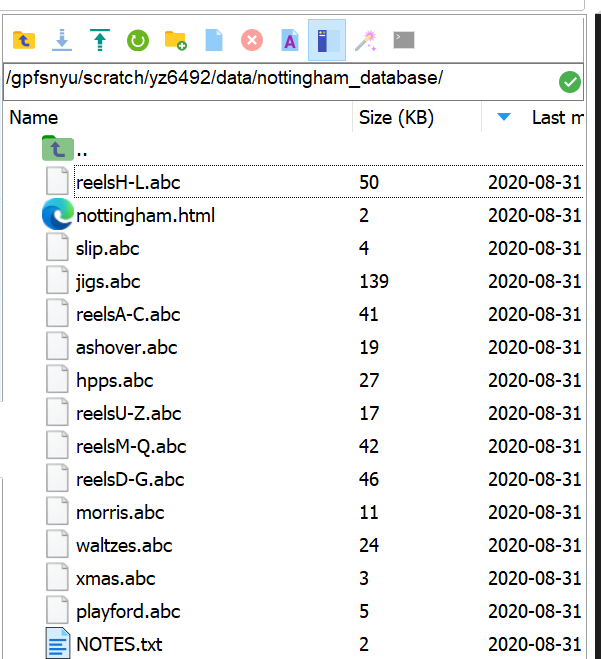 /gpfsnyu/scratch/yz6492/data/nottingham_database/
Name Size (KB) Last m
..
reelsH-L.abc 50 2020-08-31
nottingham.html 2 2020-08-31
slip.abc 4 2020-08-31
jigs.abc 139 2020-08-31
reelsA-C.abc 41 2020-08-31
ashover.abc 19 2020-08-31
hpps.abc 27 2020-08-31
reelsU-Z.abc 17 2020-08-31
reelsM-Q.abc 42 2020-08-31
reelsD-G.abc 46 2020-08-31
morris.abc 11 2020-08-31
waltzes.abc 24 2020-08-31
xmas.abc 3 2020-08-31
playford.abc 5 2020-08-31
NOTES.txt 2 2020-08-31